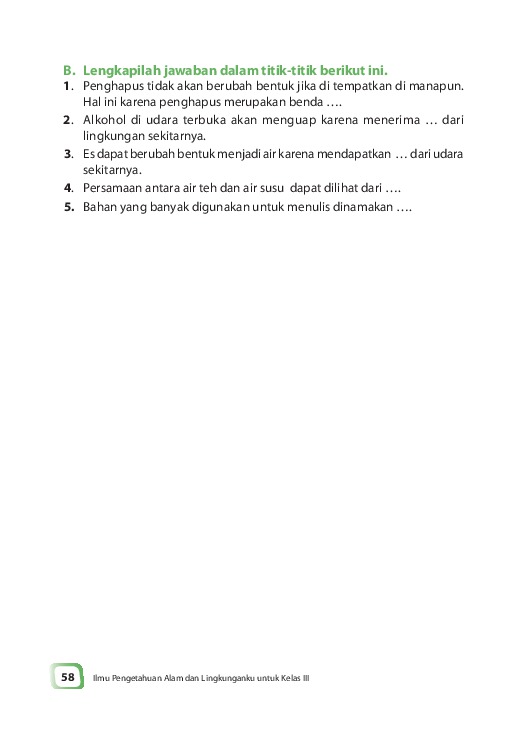 B. Lengkapilah jawaban dalam titik-titik berikut ini.
1. Penghapus tidak akan berubah bentuk jika di tempatkan di manapun.
Hal ini karena penghapus merupakan benda ….
2. Alkohol di udara terbuka akan menguap karena menerima … dari
lingkungan sekitarnya.
3. Es dapat berubah bentuk menjadi air karena mendapatkan … dari udara
sekitarnya.
4. Persamaan antara air teh dan air susu dapat dilihat dari ….
5. Bahan yang banyak digunakan untuk menulis dinamakan ….
58 Ilmu Pengetahuan Alam dan Lingkunganku untuk Kelas III